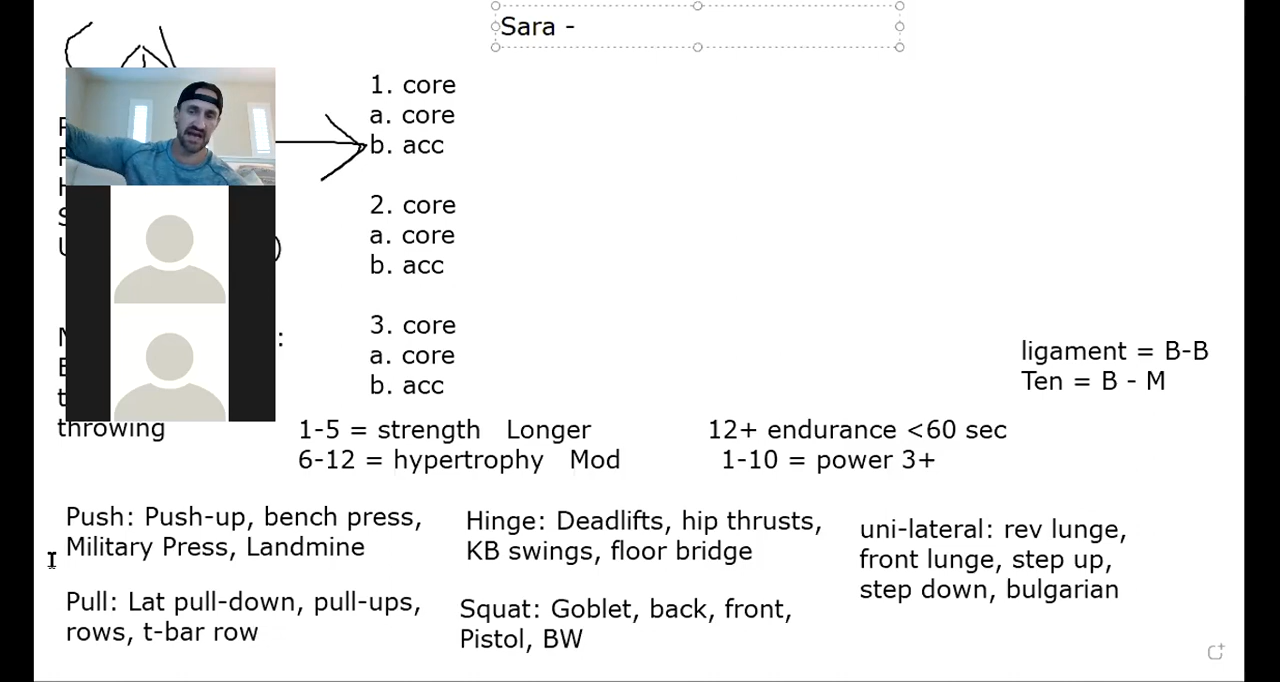 Sara -
1. core
a. core
b. acc
2. core
a. core
b. acc
3. core
a. core
b. acc
throwing
ligament = B-B
Ten = B - M
1-5 = strength Longer
6-12 = hypertrophy Mod
12+ endurance <60 sec
1-10 = power 3+
Push: Push-up, bench press,
Military Press, Landmine
Pull: Lat pull-down, pull-ups,
rows, t-bar row
Hinge: Deadlifts, hip thrusts,
KB swings, floor bridge
Squat: Goblet, back, front,
Pistol, BW
uni-lateral: rev lunge,
front lunge, step up,
step down, bulgarian